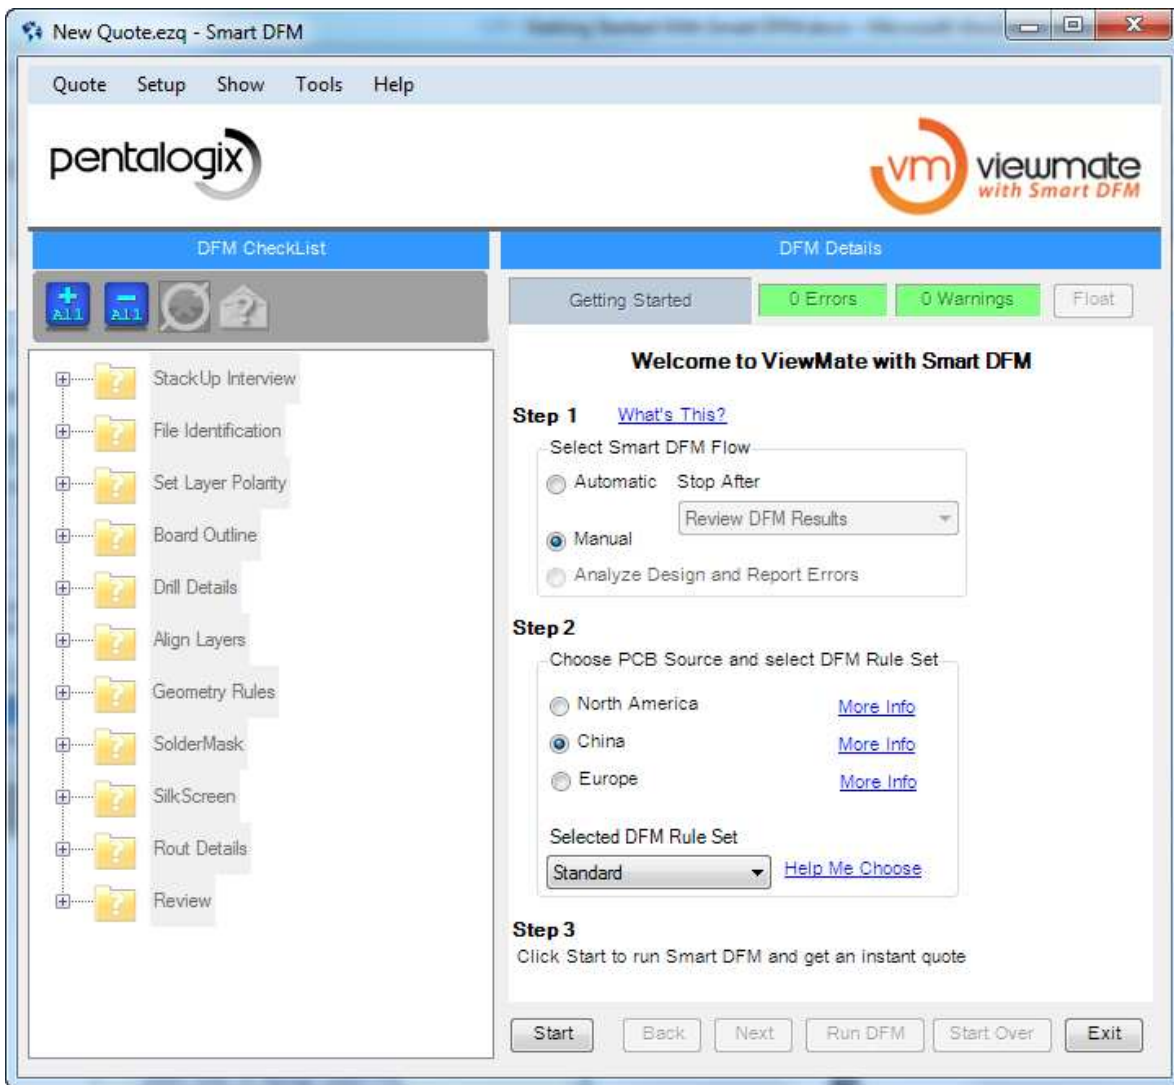 New Quote.ezq - Smart DFM
Quote Setup Show Tools Help
pentalogix
vm viewmate
with Smart DFM
DFM CheckList
DFM Details
+ All
- All
Getting Started
0 Errors
0 Warnings
Float
StackUp Interview
File Identification
Set Layer Polarity
Board Outline
Drill Details
Align Layers
Geometry Rules
SolderMask
SilkScreen
Rout Details
Review
Welcome to ViewMate with Smart DFM
Step 1 What's This?
Select Smart DFM Flow
Automatic Stop After
Review DFM Results
Manual
Analyze Design and Report Errors
Step 2
Choose PCB Source and select DFM Rule Set
North America More Info
China More Info
Europe More Info
Selected DFM Rule Set
Standard Help Me Choose
Step 3
Click Start to run Smart DFM and get an instant quote
Start Back Next Run DFM Start Over Exit